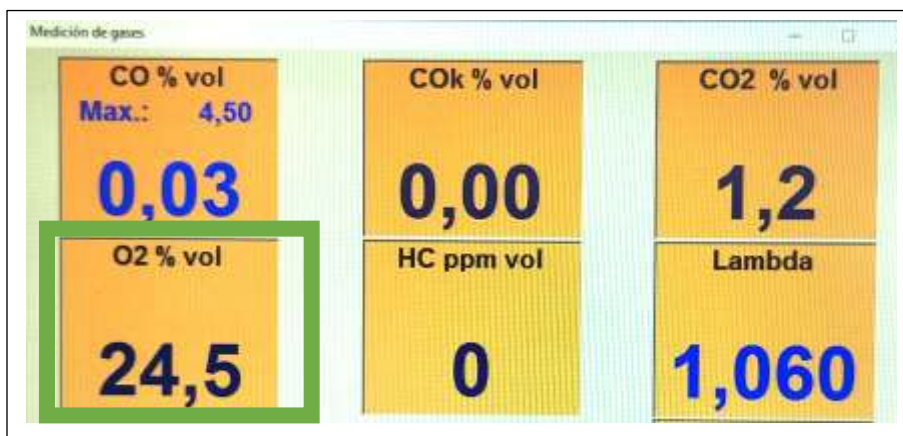 Medición de gases
CO % vol
Max.: 4,50
0,03
COk % vol
0,00
CO2 % vol
1,2
O2 % vol
24,5
HC ppm vol
0
Lambda
1,060